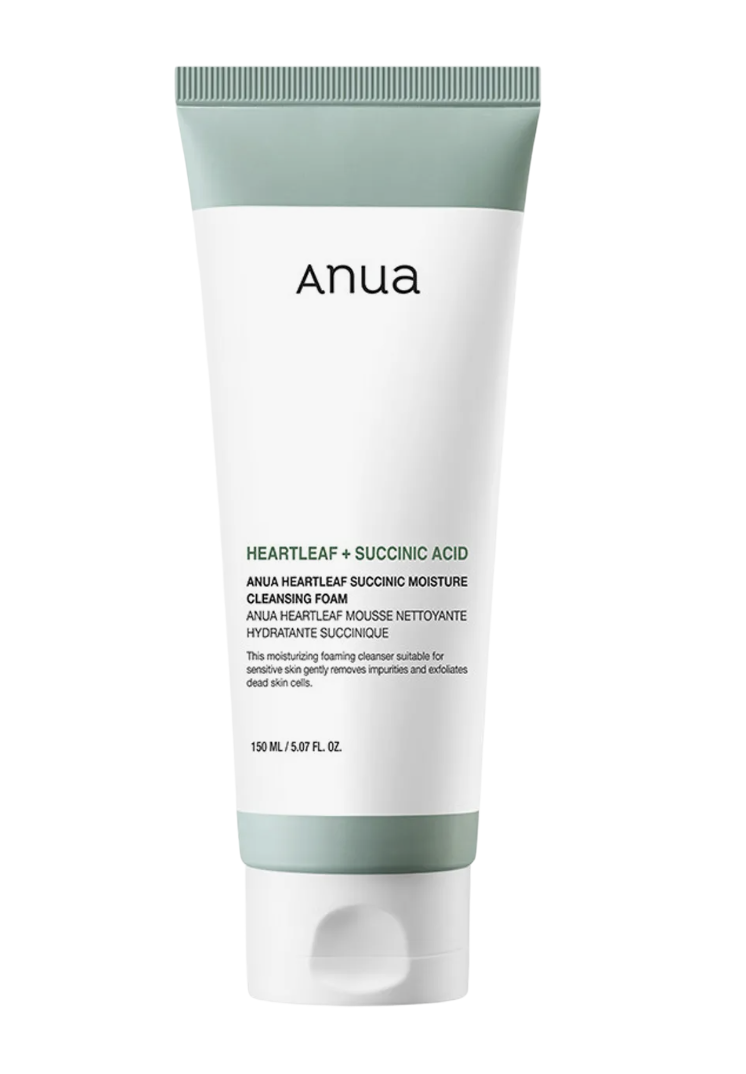 Anua
HEARTLEAF + SUCCINIC ACID
ANUA HEARTLEAF SUCCINIC MOISTURE
CLEANSING FOAM
ANUA HEARTLEAF MOUSSE NETTOYANTE
HYDRATANTE SUCCINIQUE
This moisturizing foaming cleanser suitable for
sensitive skin gently removes impurities and exfoliates
dead skin cells.
150 ML / 5.07 FL. OZ.